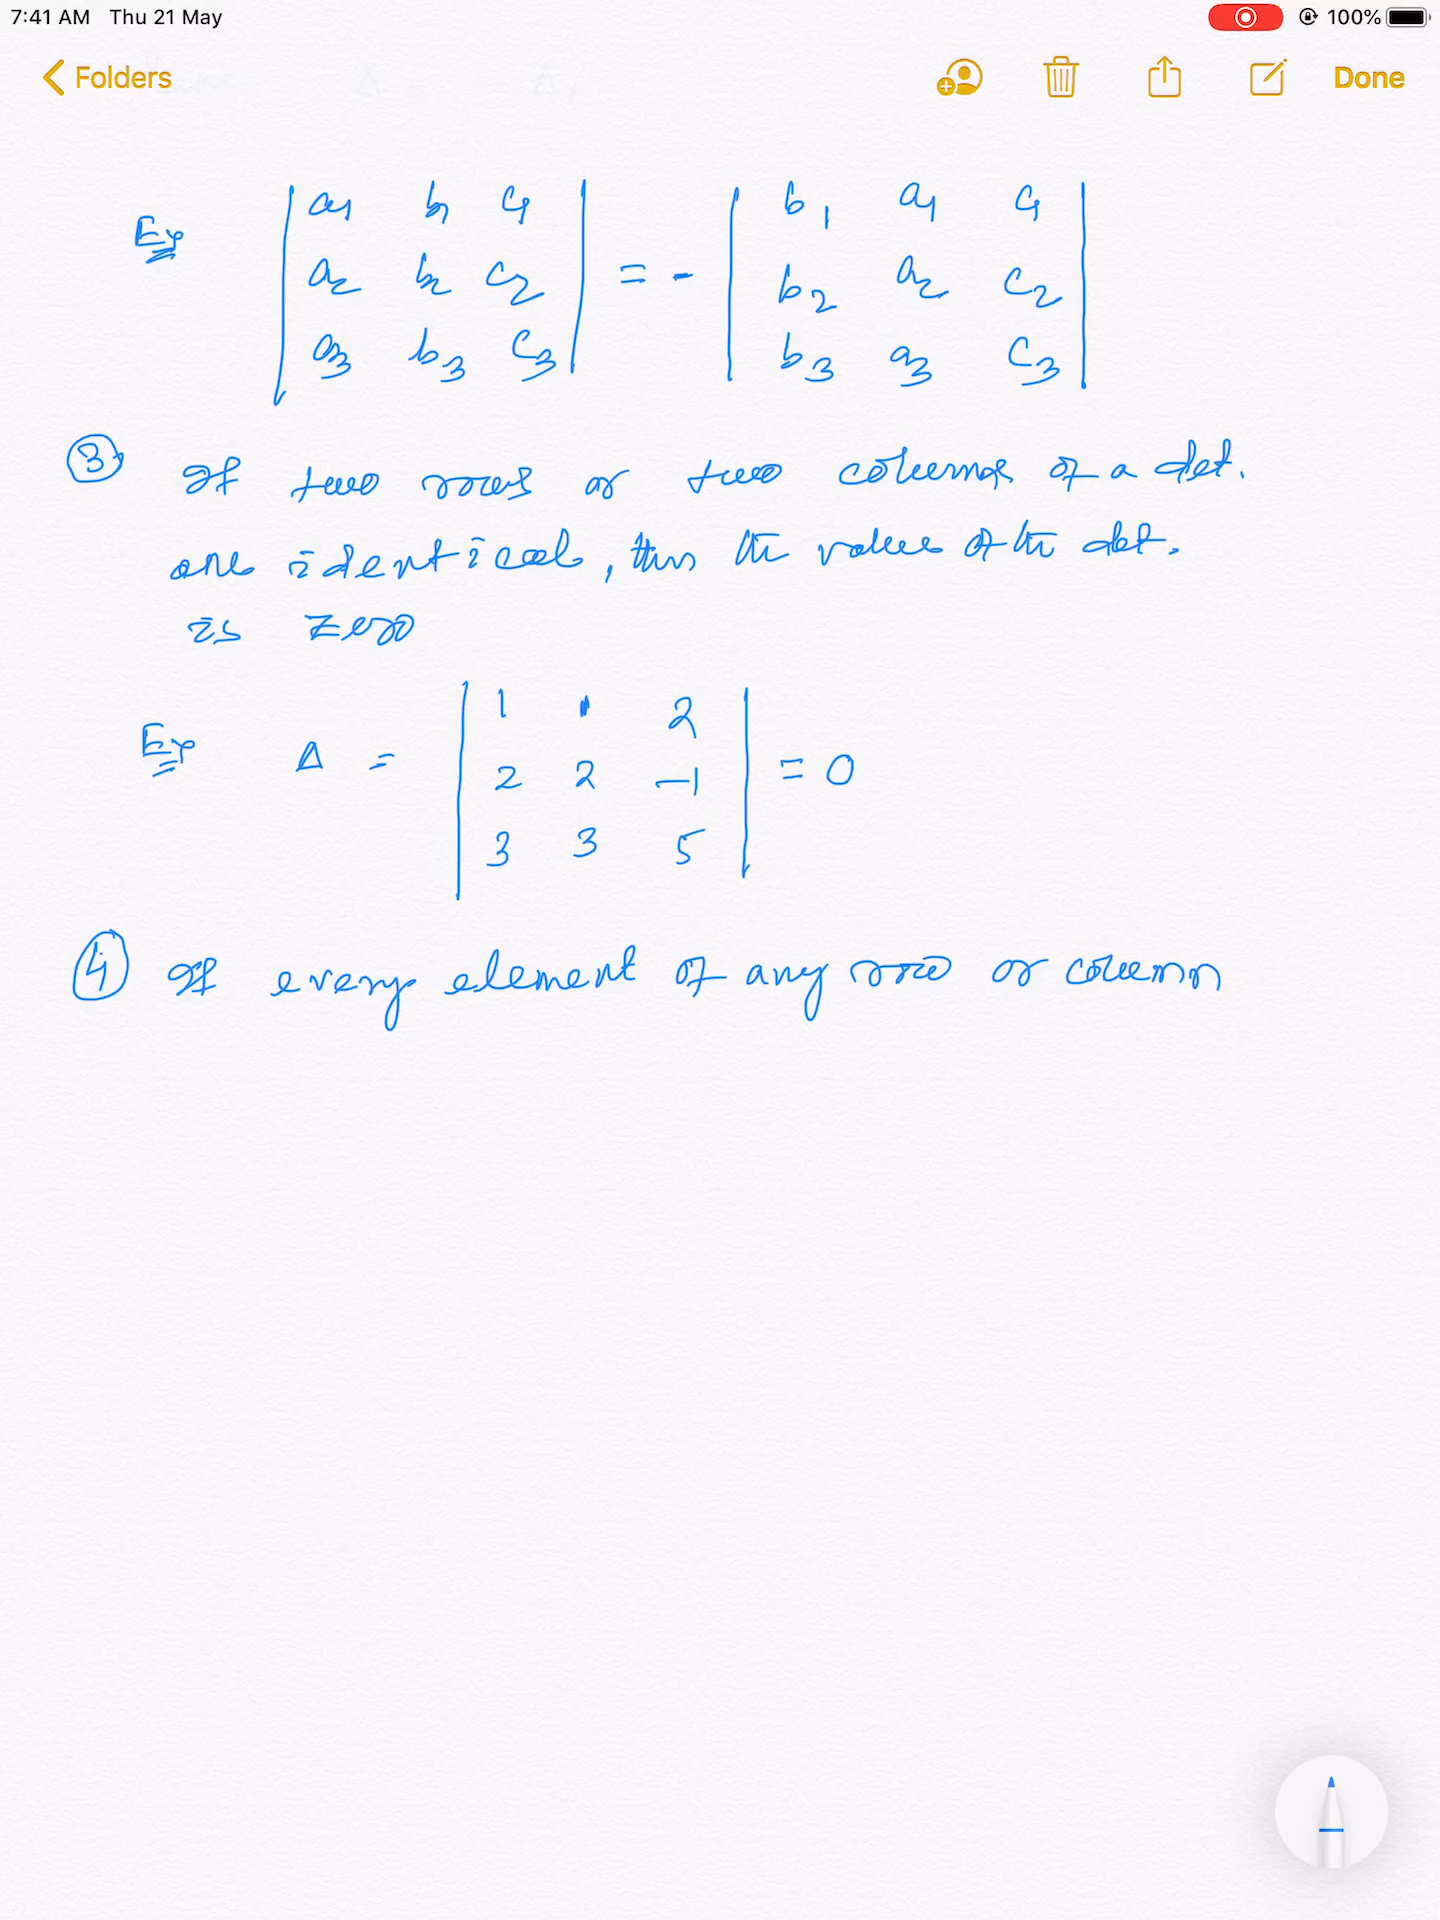 7:41 AM Thu 21 May 100%
Folders Done
Ex | a1 b1 c1 | = - | b1 a1 c1 |
| a2 b2 c2 | | b2 a2 c2 |
| a3 b3 c3 | | b3 a3 c3 |
3 If two rows or two columns of a det.
are identical, then the value of the det.
is zero
Ex Δ = | 1 1 2 | = 0
| 2 2 -1 |
| 3 3 5 |
4 If every element of any row or column